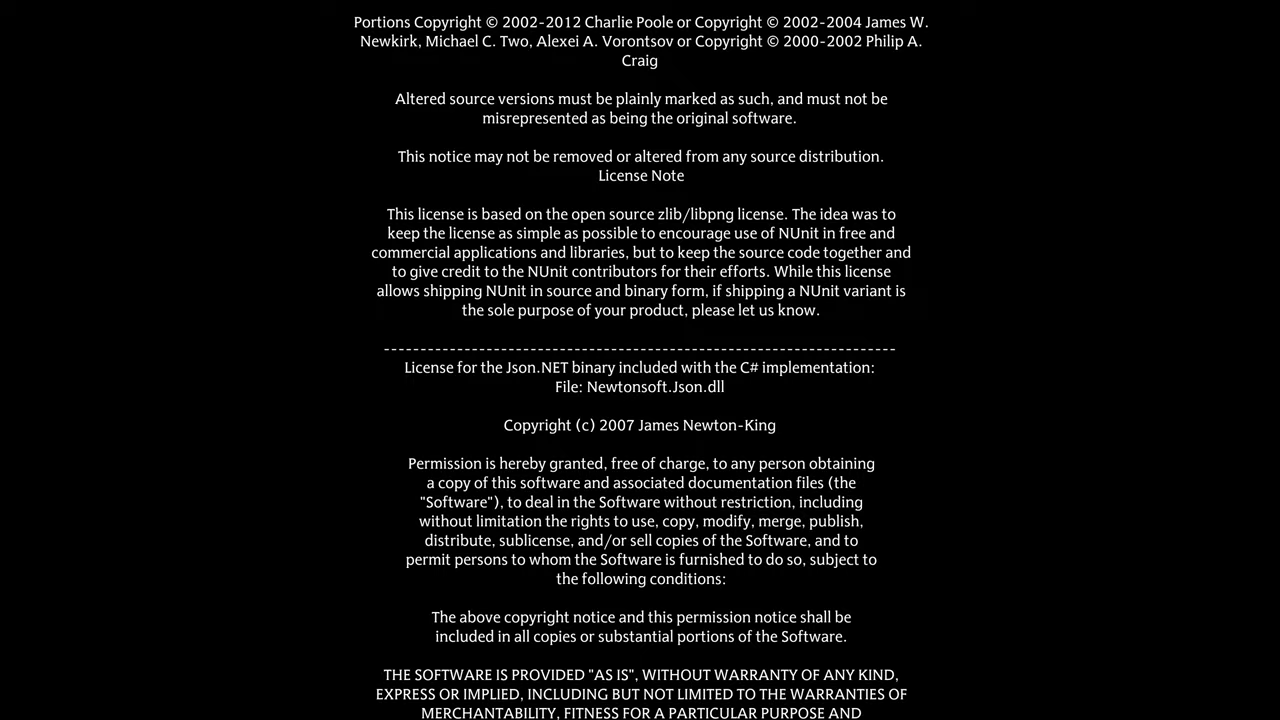 Portions Copyright © 2002-2012 Charlie Poole or Copyright © 2002-2004 James W.
Newkirk, Michael C. Two, Alexei A. Vorontsov or Copyright © 2000-2002 Philip A.
Craig
Altered source versions must be plainly marked as such, and must not be
misrepresented as being the original software.
This notice may not be removed or altered from any source distribution.
License Note
This license is based on the open source zlib/libpng license. The idea was to
keep the license as simple as possible to encourage use of NUnit in free and
commercial applications and libraries, but to keep the source code together and
to give credit to the NUnit contributors for their efforts. While this license
allows shipping NUnit in source and binary form, if shipping a NUnit variant is
the sole purpose of your product, please let us know.
-----------------------------------------------------------------------
License for the Json.NET binary included with the C# implementation:
File: Newtonsoft.Json.dll
Copyright (c) 2007 James Newton-King
Permission is hereby granted, free of charge, to any person obtaining
a copy of this software and associated documentation files (the
"Software"), to deal in the Software without restriction, including
without limitation the rights to use, copy, modify, merge, publish,
distribute, sublicense, and/or sell copies of the Software, and to
permit persons to whom the Software is furnished to do so, subject to
the following conditions:
The above copyright notice and this permission notice shall be
included in all copies or substantial portions of the Software.
THE SOFTWARE IS PROVIDED "AS IS", WITHOUT WARRANTY OF ANY KIND,
EXPRESS OR IMPLIED, INCLUDING BUT NOT LIMITED TO THE WARRANTIES OF
MERCHANTABILITY, FITNESS FOR A PARTICULAR PURPOSE AND